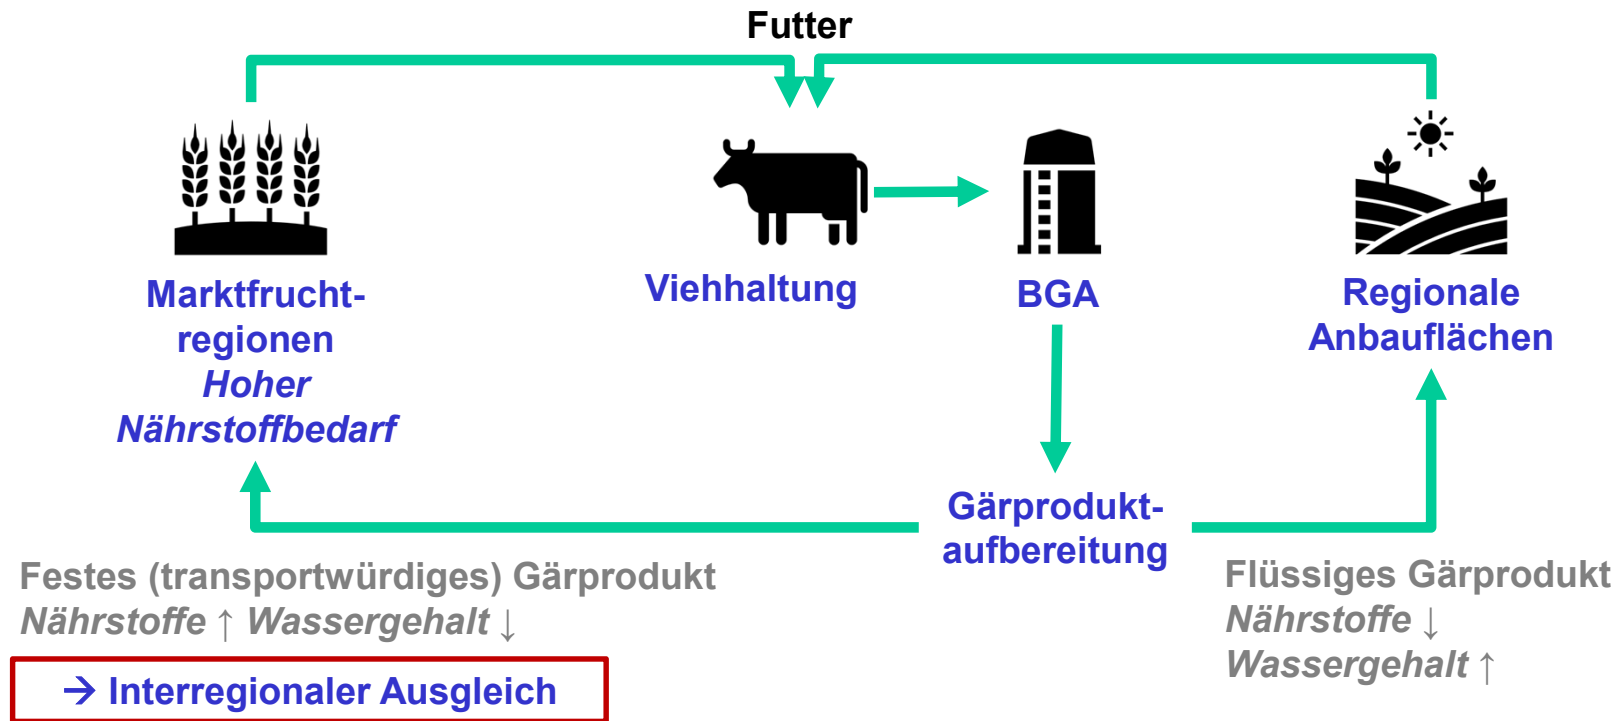 Futter
Marktfrucht-
regionen
Hoher
Nährstoffbedarf
Viehhaltung
BGA
Regionale
Anbauflächen
Gärprodukt-
aufbereitung
Festes (transportwürdiges) Gärprodukt
Nährstoffe ↑ Wassergehalt ↓
→ Interregionaler Ausgleich
Flüssiges Gärprodukt
Nährstoffe ↓
Wassergehalt ↑